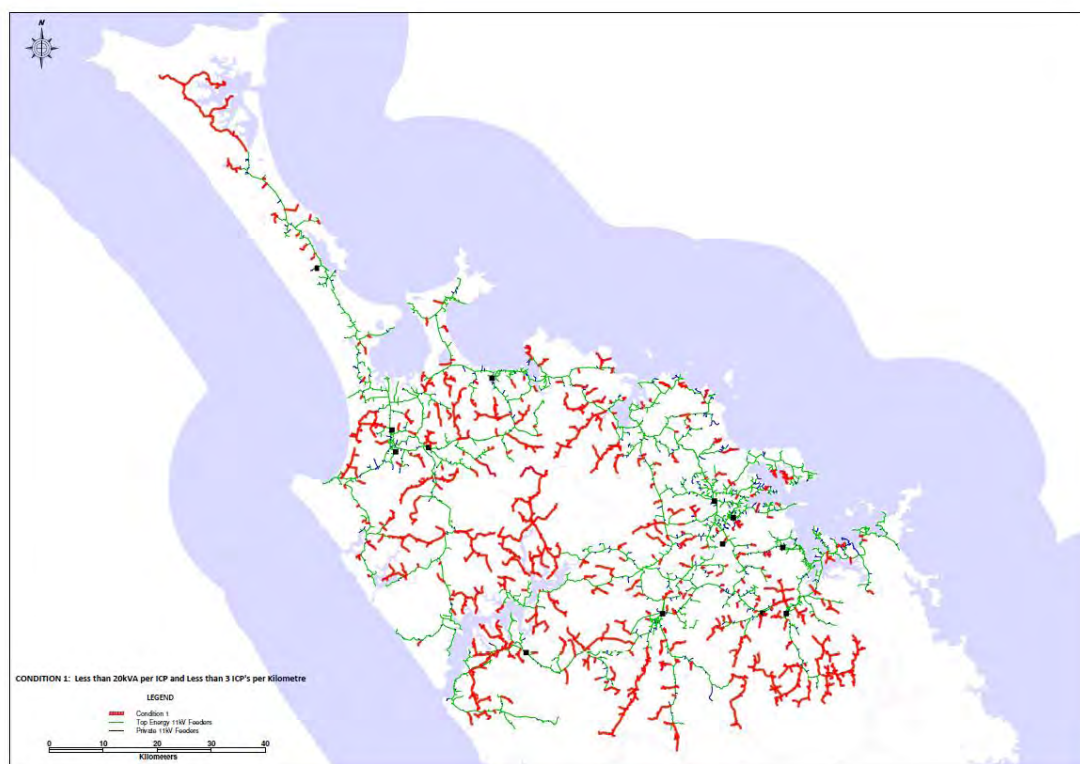 N
CONDITION 1: Less than 20kVA per ICP and Less than 3 ICP's per Kilometre
LEGEND
Condition 1
Top Energy 11kV Feeders
Private 11kV Feeders
0 10 20 30 40
Kilometers